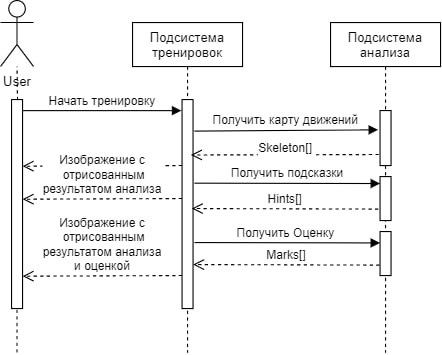 Подсистема
тренировок
Подсистема
анализа
User
Начать тренировку
Получить карту движений
Skeleton[]
Изображение с
отрисованным
результатом анализа
Получить подсказки
Hints[]
Изображение с
отрисованным
результатом анализа
и оценкой
Получить Оценку
Marks[]